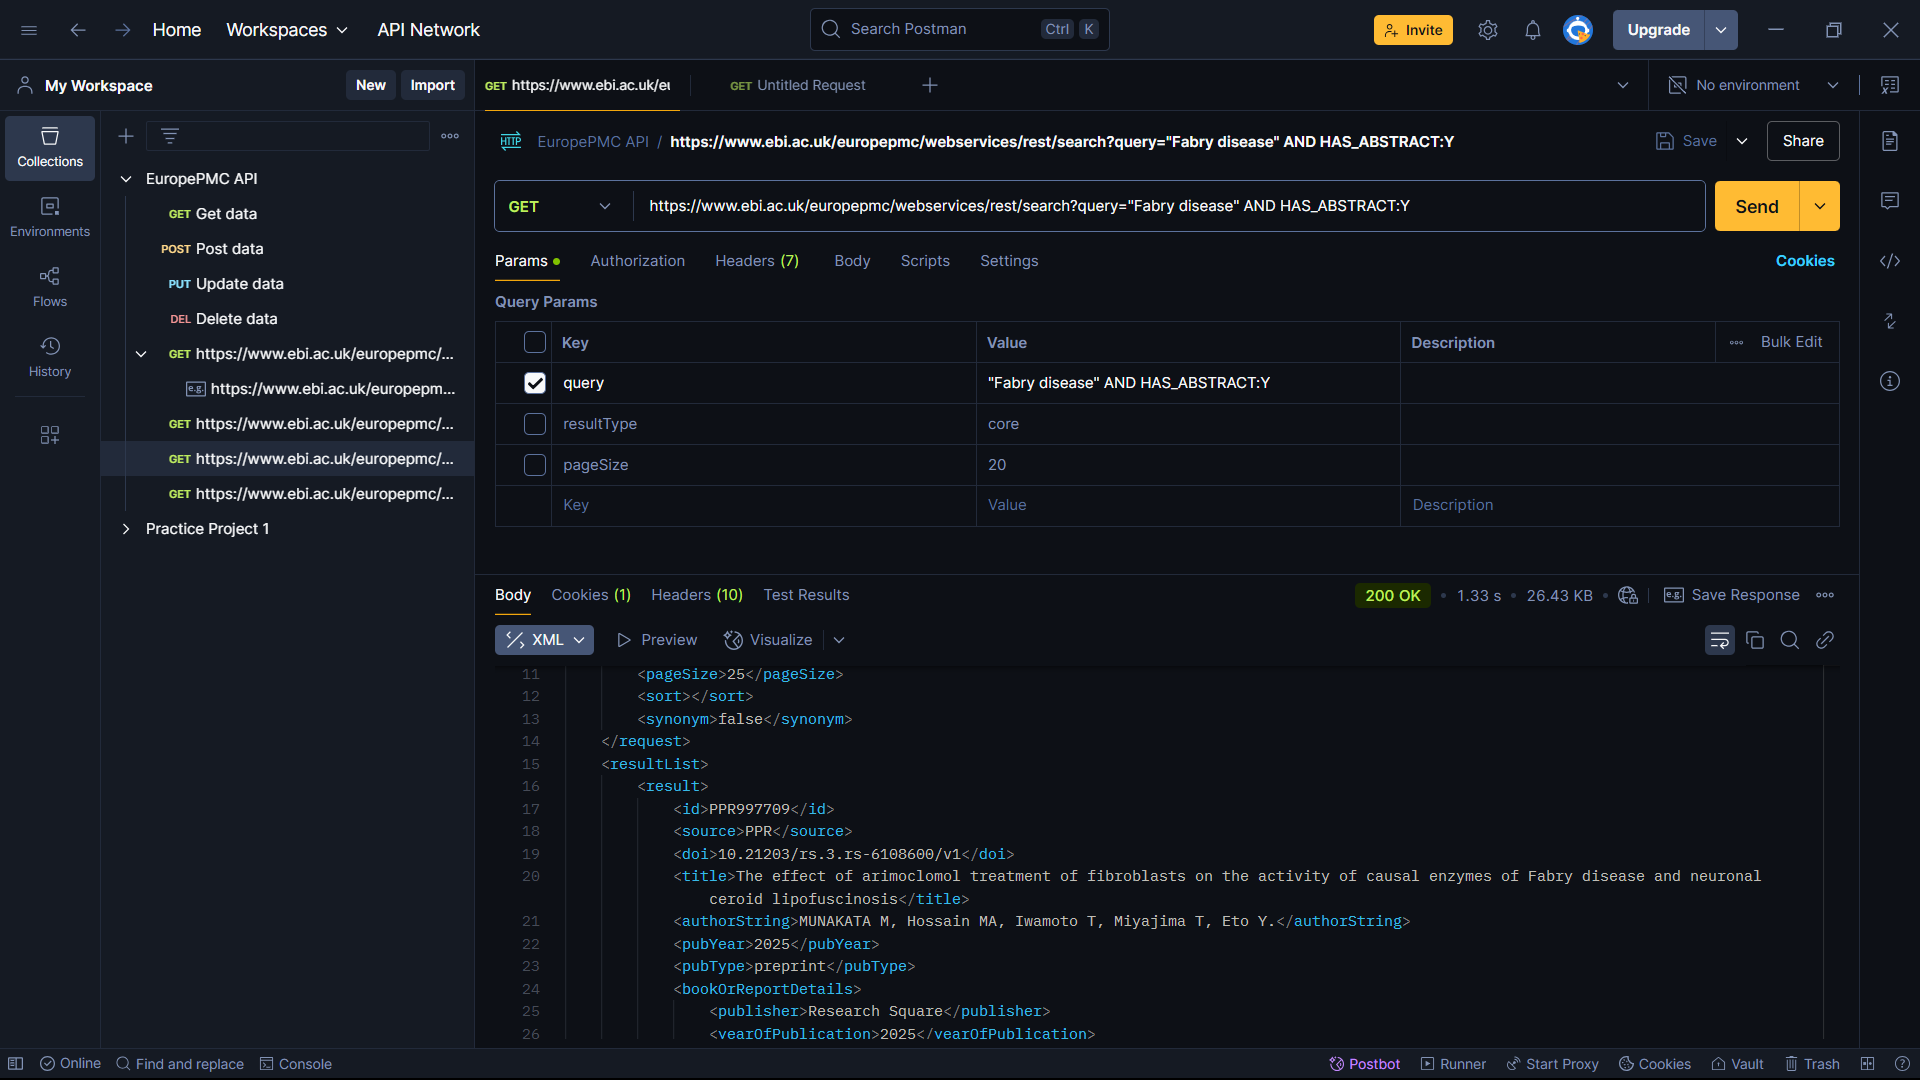 Home
Workspaces
API Network
Search Postman
Ctrl
K
Invite
Upgrade
My Workspace
New
Import
GET https://www.ebi.ac.uk/eu
GET Untitled Request
No environment
Collections
Environments
Flows
History
EuropePMC API
GET Get data
POST Post data
PUT Update data
DEL Delete data
GET https://www.ebi.ac.uk/europepmc/...
e.g. https://www.ebi.ac.uk/europepm...
GET https://www.ebi.ac.uk/europepmc/...
GET https://www.ebi.ac.uk/europepmc/...
GET https://www.ebi.ac.uk/europepmc/...
Practice Project 1
HTTP EuropePMC API / https://www.ebi.ac.uk/europepmc/webservices/rest/search?query="Fabry disease" AND HAS_ABSTRACT:Y
Save
Share
GET
https://www.ebi.ac.uk/europepmc/webservices/rest/search?query="Fabry disease" AND HAS_ABSTRACT:Y
Send
Params Authorization Headers (7) Body Scripts Settings
Cookies
Query Params
Key Value Description Bulk Edit
query "Fabry disease" AND HAS_ABSTRACT:Y
resultType core
pageSize 20
Key Value Description
Body Cookies (1) Headers (10) Test Results
200 OK • 1.33 s • 26.43 KB • e.g. Save Response
XML Preview Visualize
11 <pageSize>25</pageSize>
12 <sort></sort>
13 <synonym>false</synonym>
14 </request>
15 <resultList>
16 <result>
17 <id>PPR997709</id>
18 <source>PPR</source>
19 <doi>10.21203/rs.3.rs-6108600/v1</doi>
20 <title>The effect of arimoclomol treatment of fibroblasts on the activity of causal enzymes of Fabry disease and neuronal
ceroid lipofuscinosis</title>
21 <authorString>MUNAKATA M, Hossain MA, Iwamoto T, Miyajima T, Eto Y.</authorString>
22 <pubYear>2025</pubYear>
23 <pubType>preprint</pubType>
24 <bookOrReportDetails>
25 <publisher>Research Square</publisher>
26 <yearOfPublication>2025</yearOfPublication>
Online
Find and replace
Console
Postbot
Runner
Start Proxy
Cookies
Vault
Trash